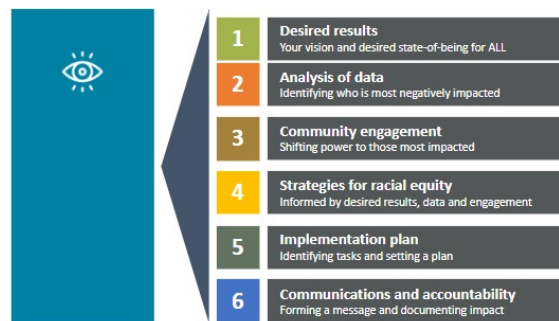 1
Desired results
Your vision and desired state-of-being for ALL
2
Analysis of data
Identifying who is most negatively impacted
3
Community engagement
Shifting power to those most impacted
4
Strategies for racial equity
Informed by desired results, data and engagement
5
Implementation plan
Identifying tasks and setting a plan
6
Communications and accountability
Forming a message and documenting impact